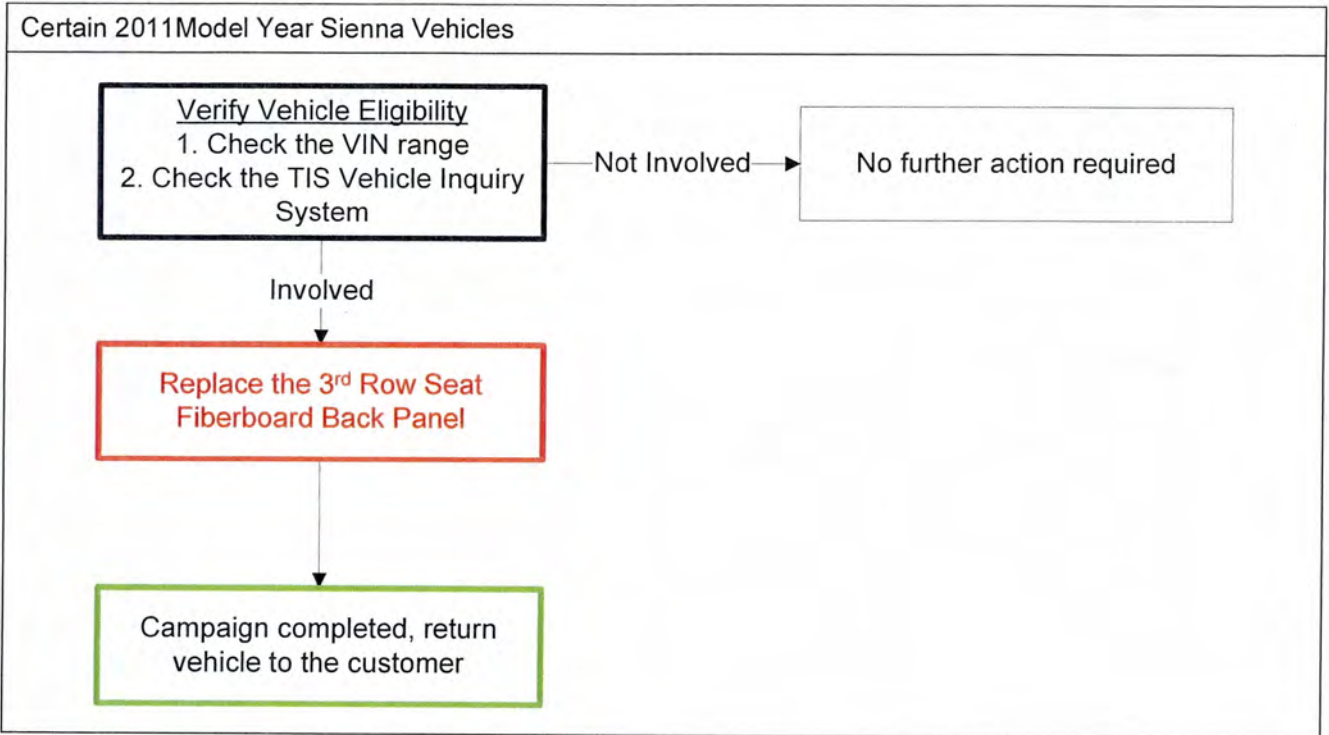 Certain 2011Model Year Sienna Vehicles
Verify Vehicle Eligibility
1. Check the VIN range
2. Check the TIS Vehicle Inquiry
System
Not Involved
No further action required
Involved
Replace the 3rd Row Seat
Fiberboard Back Panel
Campaign completed, return
vehicle to the customer